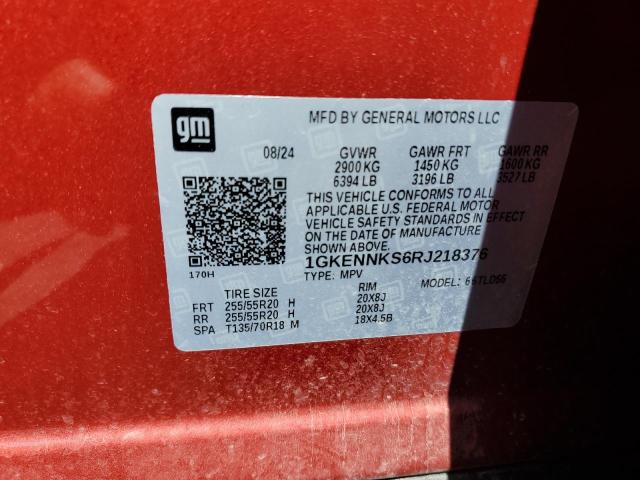 gm
MFD BY GENERAL MOTORS LLC
08/24 GVWR GAWR FRT GAWR RR
2900 KG 1450 KG 1600 KG
6394 LB 3196 LB 3527 LB
THIS VEHICLE CONFORMS TO ALL
APPLICABLE U.S. FEDERAL MOTOR
VEHICLE SAFETY STANDARDS IN EFFECT
ON THE DATE OF MANUFACTURE
SHOWN ABOVE.
170H
1GKENNKS6RJ218376
TYPE: MPV MODEL:
TIRE SIZE RIM
FRT 255/55R20 H 20X8J
RR 255/55R20 H 20X8J
SPA T135/70R18 M 18X4.5B